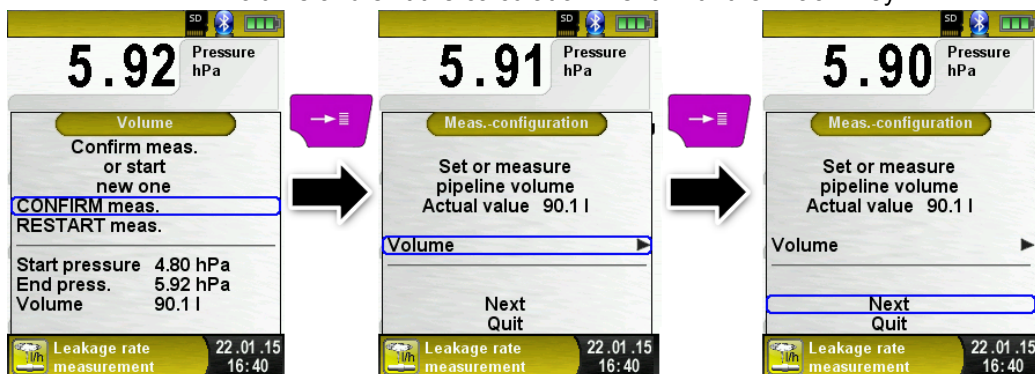 SD
5.92 Pressure
hPa
Volume
Confirm meas.
or start
new one
CONFIRM meas.
RESTART meas.
Start pressure 4.80 hPa
End press. 5.92 hPa
Volume 90.1 l
l/h Leakage rate 22.01.15
measurement 16:40
SD
5.91 Pressure
hPa
Meas.-configuration
Set or measure
pipeline volume
Actual value 90.1 l
Volume
Next
Quit
l/h Leakage rate 22.01.15
measurement 16:40
SD
5.90 Pressure
hPa
Meas.-configuration
Set or measure
pipeline volume
Actual value 90.1 l
Volume
Next
Quit
l/h Leakage rate 22.01.15
measurement 16:40